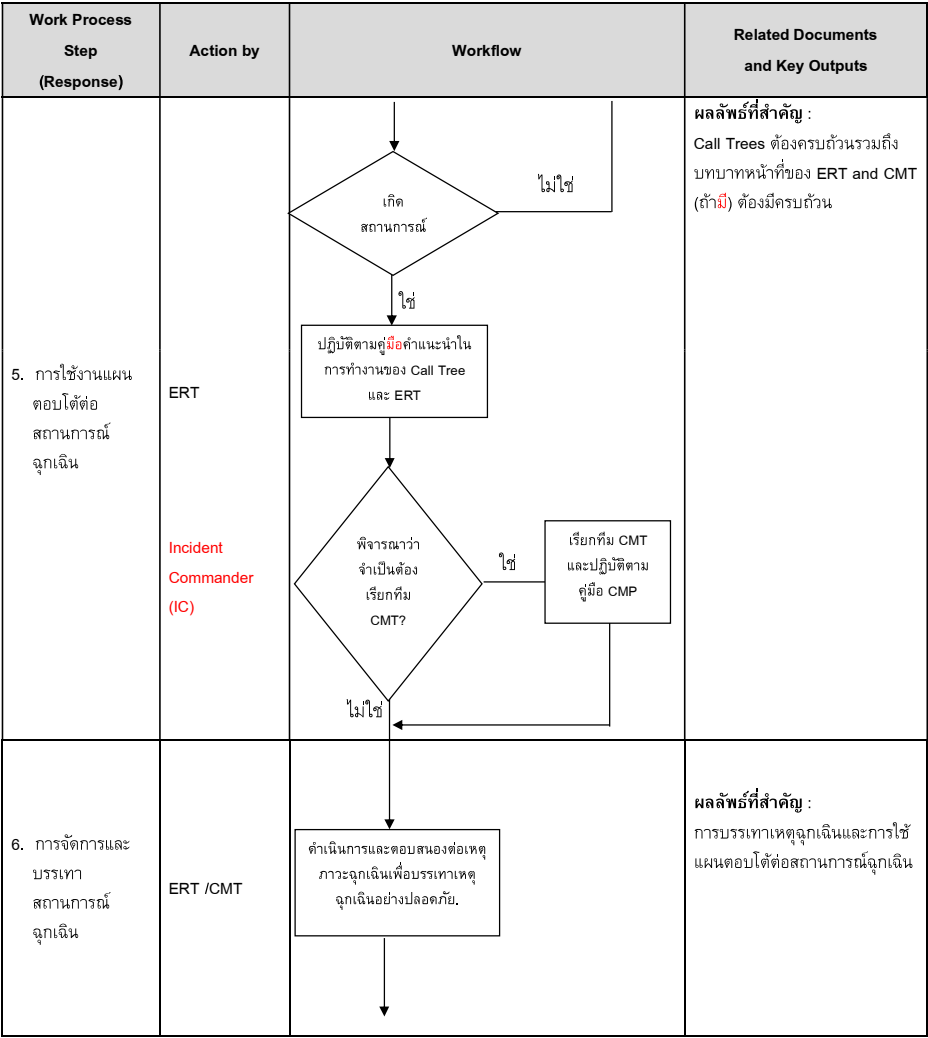 Work Process
Step
(Response)
Action by
Workflow
Related Documents
and Key Outputs
5. การใช้งานแผน
ตอบโต้ต่อ
สถานการณ์
ฉุกเฉิน
ERT
Incident
Commander
(IC)
เกิด
สถานการณ์
ไม่ใช่
ใช่
ปฏิบัติตามคู่มือคำแนะนำใน
การทำงานของ Call Tree
และ ERT
พิจารณาว่า
จำเป็นต้อง
เรียกทีม
CMT?
ใช่
เรียกทีม CMT
และปฏิบัติตาม
คู่มือ CMP
ไม่ใช่
ผลลัพธ์ที่สำคัญ :
Call Trees ต้องครบถ้วนรวมถึง
บทบาทหน้าที่ของ ERT and CMT
(ถ้ามี) ต้องมีครบถ้วน
6. การจัดการและ
บรรเทา
สถานการณ์
ฉุกเฉิน
ERT /CMT
ดำเนินการและตอบสนองต่อเหตุ
ภาวะฉุกเฉินเพื่อบรรเทาเหตุ
ฉุกเฉินอย่างปลอดภัย.
ผลลัพธ์ที่สำคัญ :
การบรรเทาเหตุฉุกเฉินและการใช้
แผนตอบโต้ต่อสถานการณ์ฉุกเฉิน